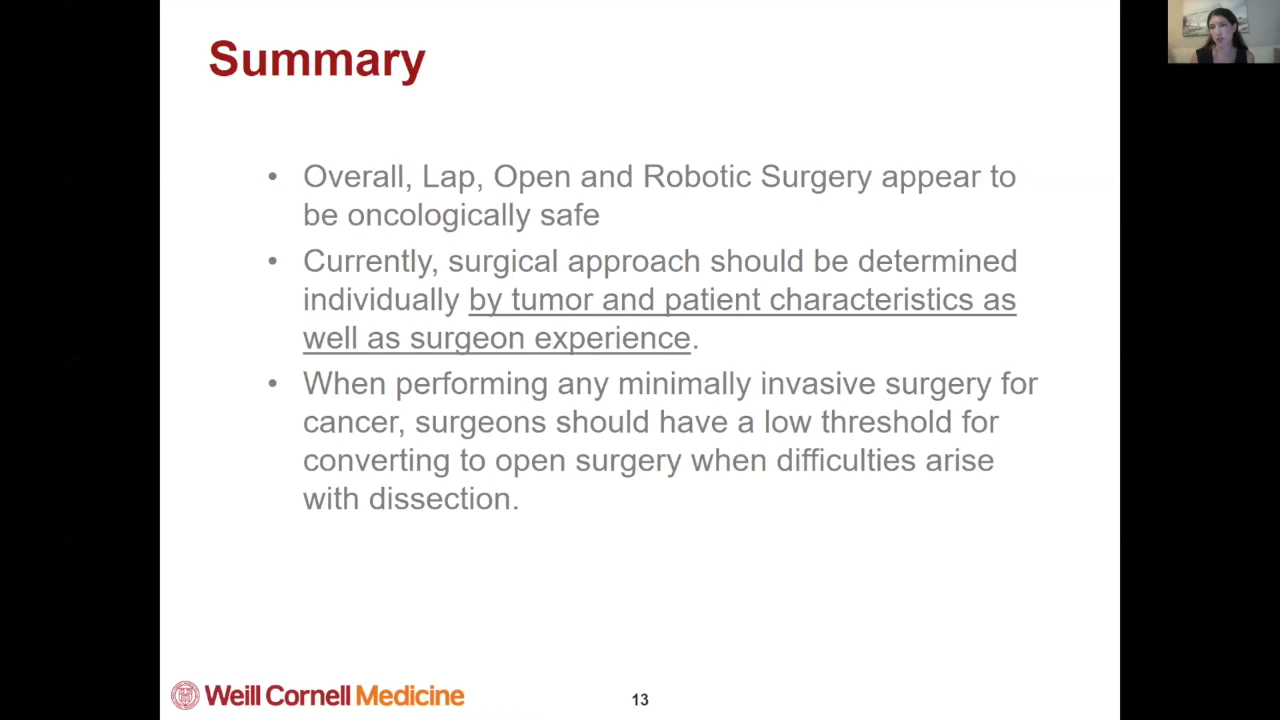 Summary
• Overall, Lap, Open and Robotic Surgery appear to
be oncologically safe
• Currently, surgical approach should be determined
individually by tumor and patient characteristics as
well as surgeon experience.
• When performing any minimally invasive surgery for
cancer, surgeons should have a low threshold for
converting to open surgery when difficulties arise
with dissection.
Weill Cornell Medicine
13